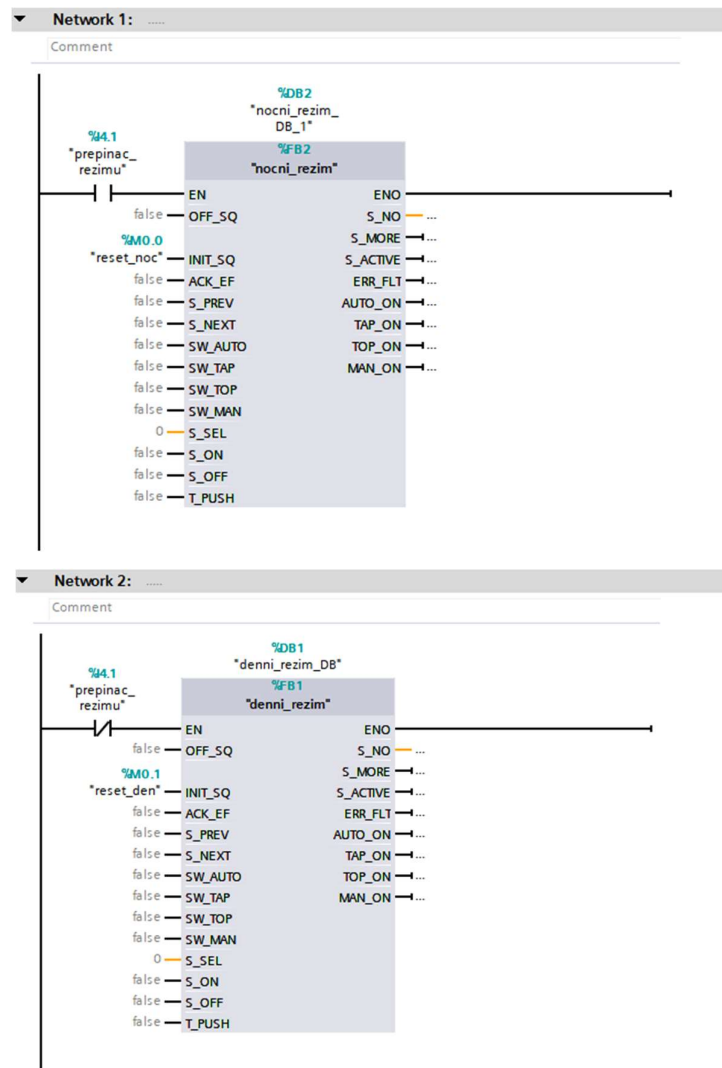 Network 1: .....
Comment
%DB2
"nocni_rezim_
DB_1"
%I4.1
"prepinac_
rezimu"
%FB2
"nocni_rezim"
EN ENO
false OFF_SQ S_NO ...
S_MORE ...
%M0.0
"reset_noc" INIT_SQ S_ACTIVE ...
false ACK_EF ERR_FLT ...
false S_PREV AUTO_ON ...
false S_NEXT TAP_ON ...
false SW_AUTO TOP_ON ...
false SW_TAP MAN_ON ...
false SW_TOP
false SW_MAN
0 S_SEL
false S_ON
false S_OFF
false T_PUSH
Network 2: .....
Comment
%DB1
"denni_rezim_DB"
%I4.1
"prepinac_
rezimu"
%FB1
"denni_rezim"
EN ENO
false OFF_SQ S_NO ...
S_MORE ...
%M0.1
"reset_den" INIT_SQ S_ACTIVE ...
false ACK_EF ERR_FLT ...
false S_PREV AUTO_ON ...
false S_NEXT TAP_ON ...
false SW_AUTO TOP_ON ...
false SW_TAP MAN_ON ...
false SW_TOP
false SW_MAN
0 S_SEL
false S_ON
false S_OFF
false T_PUSH